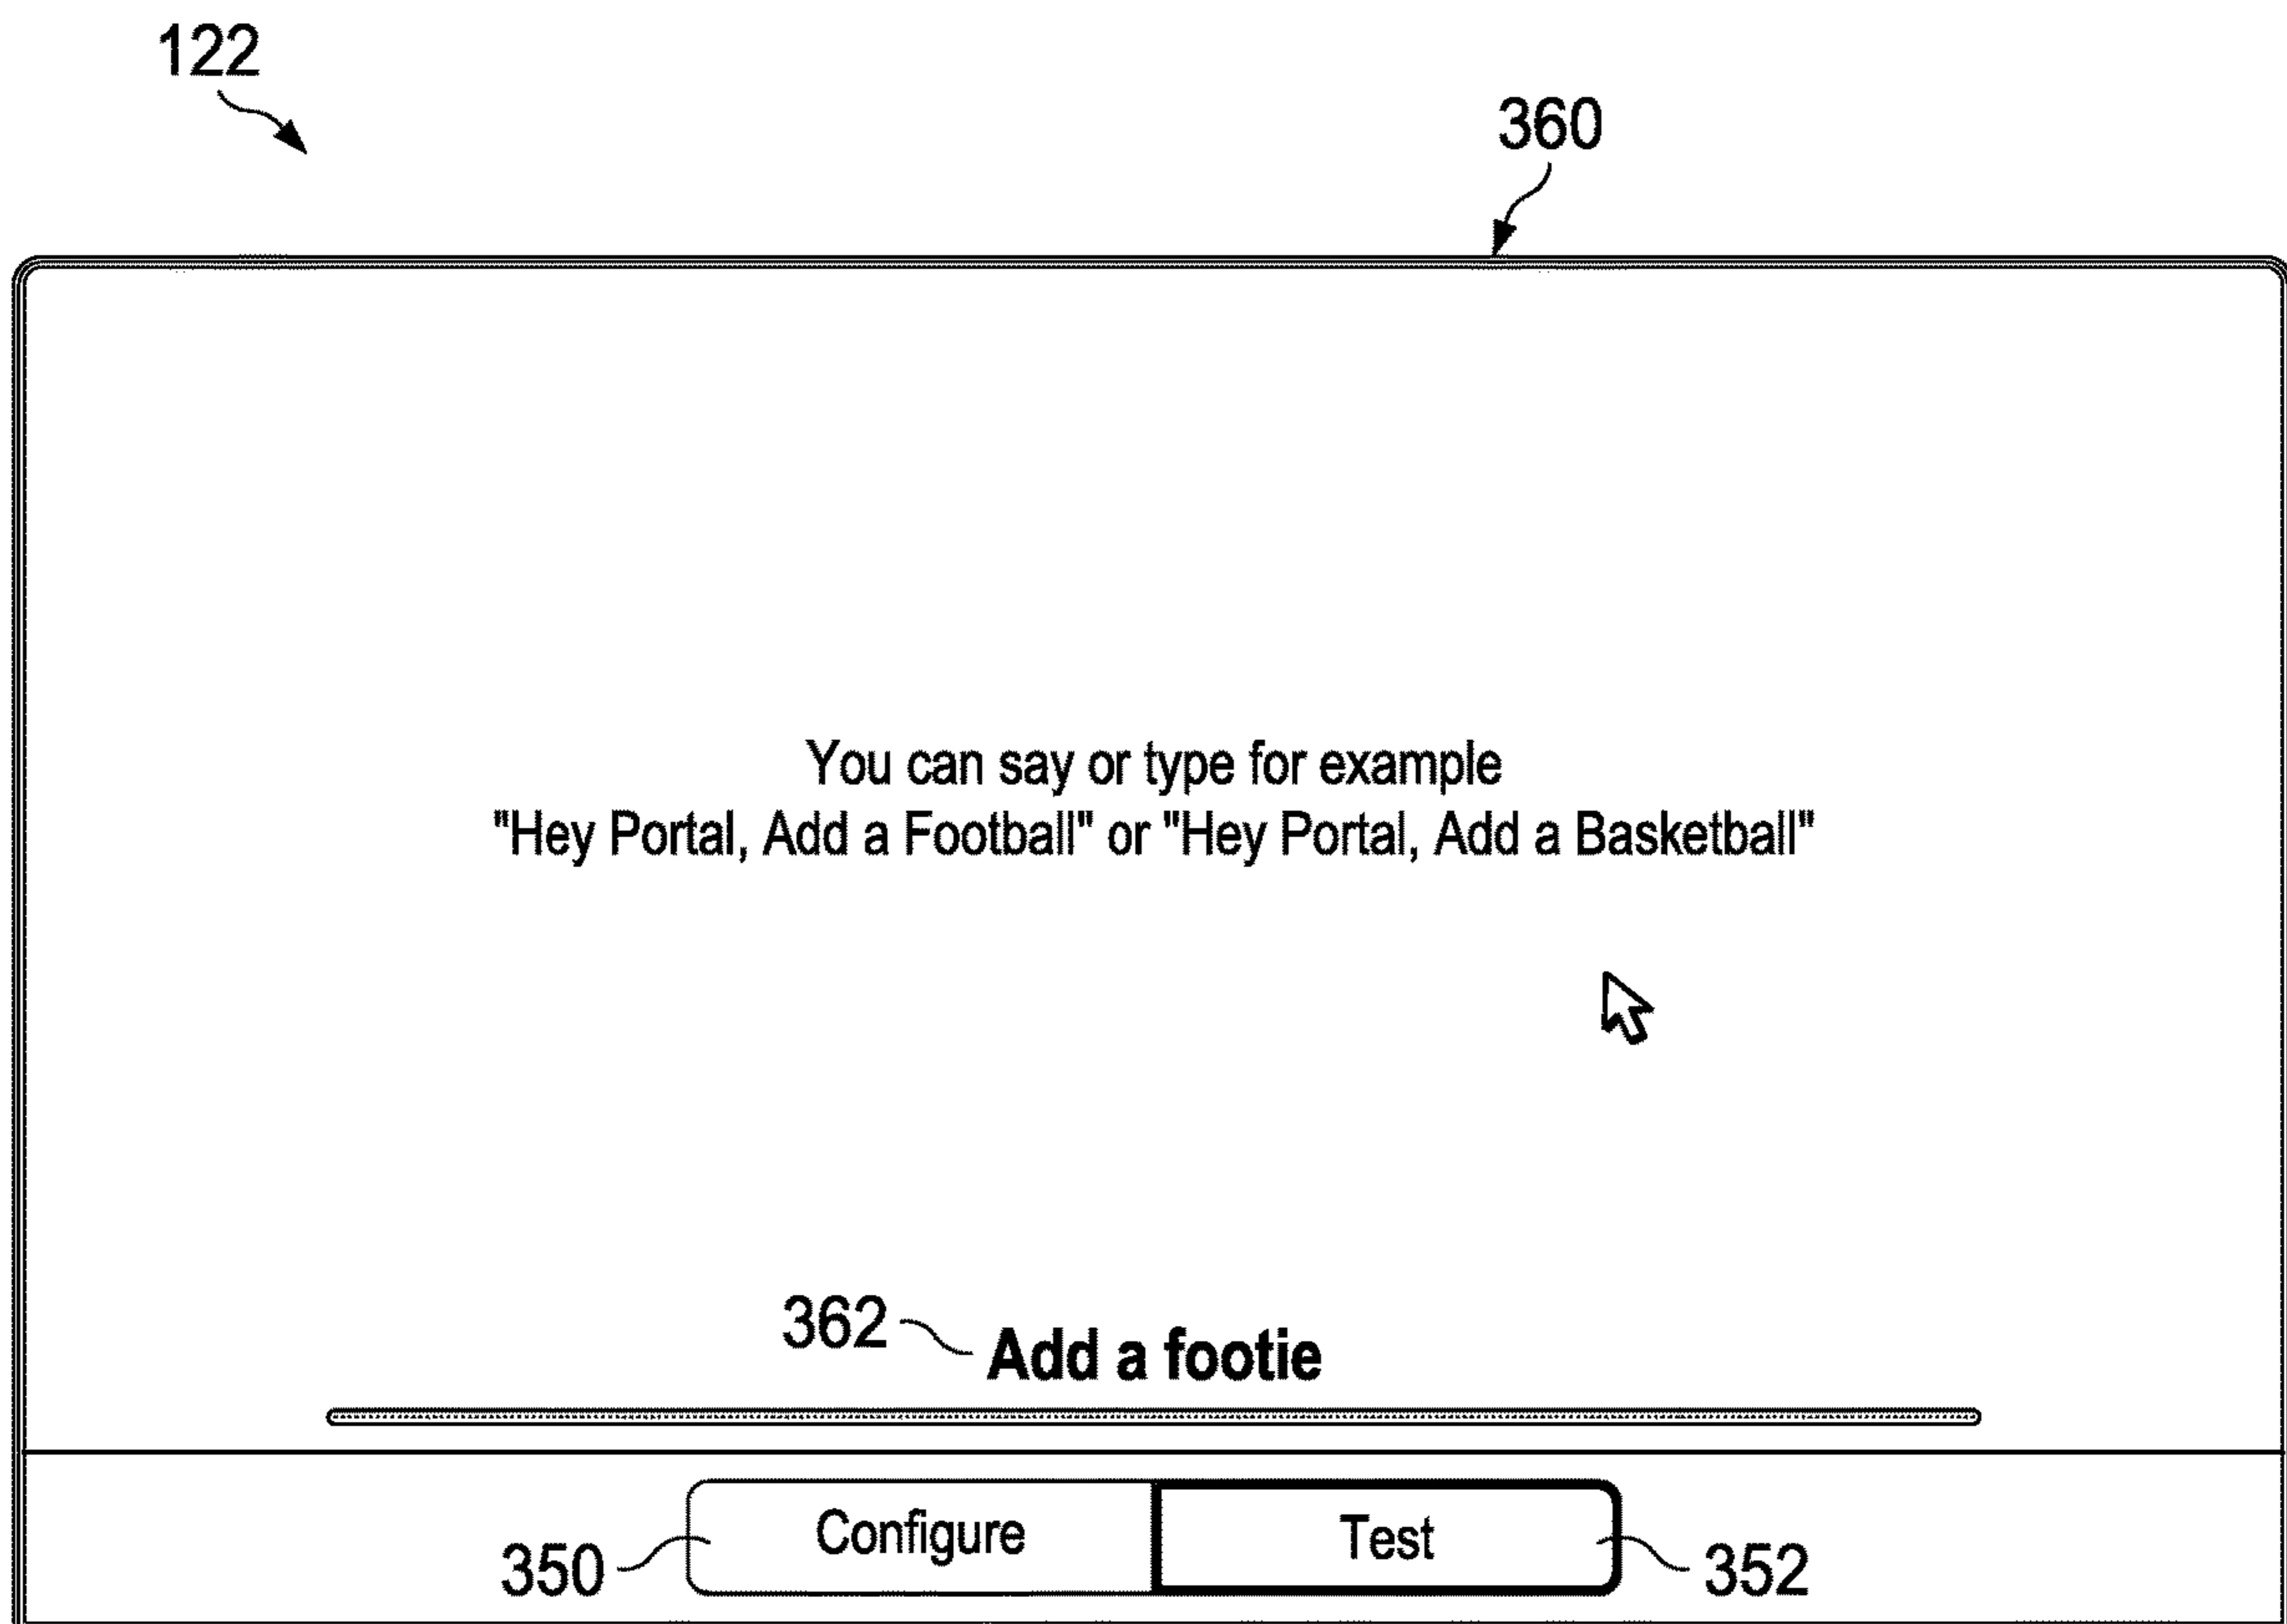 122
360
You can say or type for example
"Hey Portal, Add a Football" or "Hey Portal, Add a Basketball"
362
Add a footie
Configure
Test
350
352